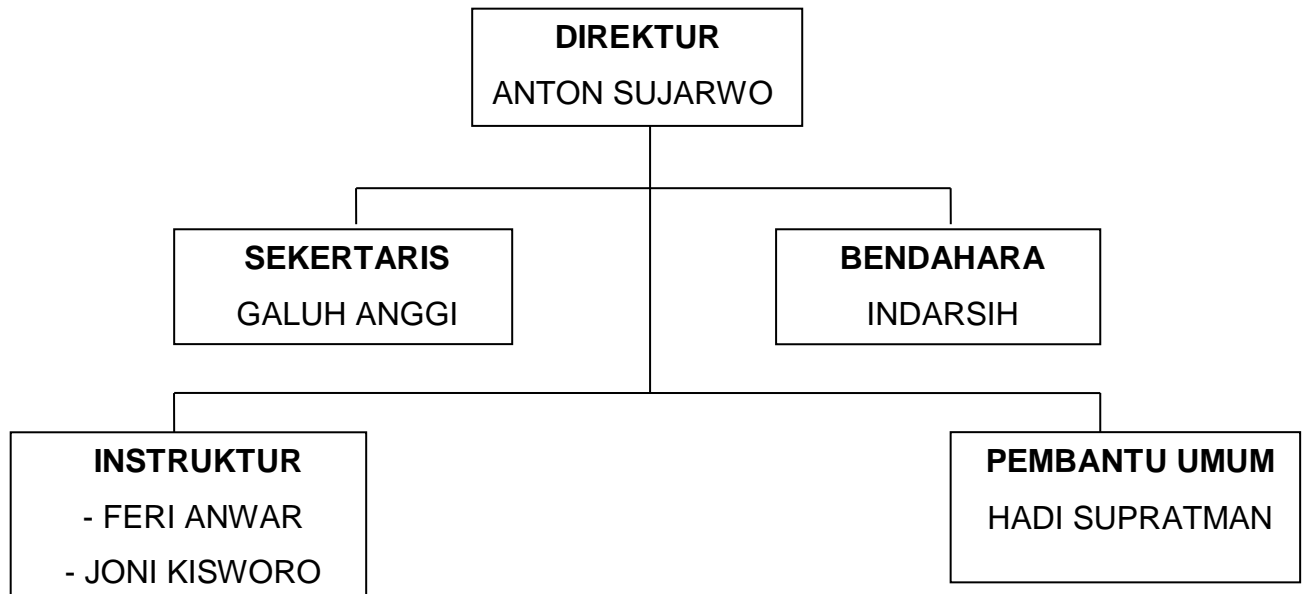 DIREKTUR
ANTON SUJARWO
SEKERTARIS
GALUH ANGGI
BENDAHARA
INDARSIH
INSTRUKTUR
- FERI ANWAR
- JONI KISWORO
PEMBANTU UMUM
HADI SUPRATMAN